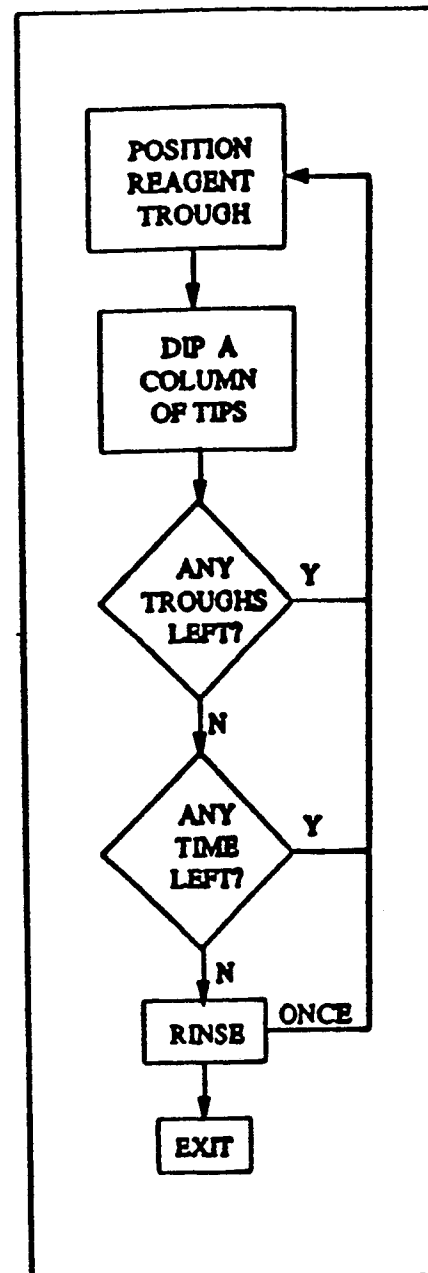 POSITION
REAGENT
TROUGH
DIP A
COLUMN
OF TIPS
ANY
TROUGHS
LEFT?
Y
N
ANY
TIME
LEFT?
Y
N
RINSE
ONCE
EXIT